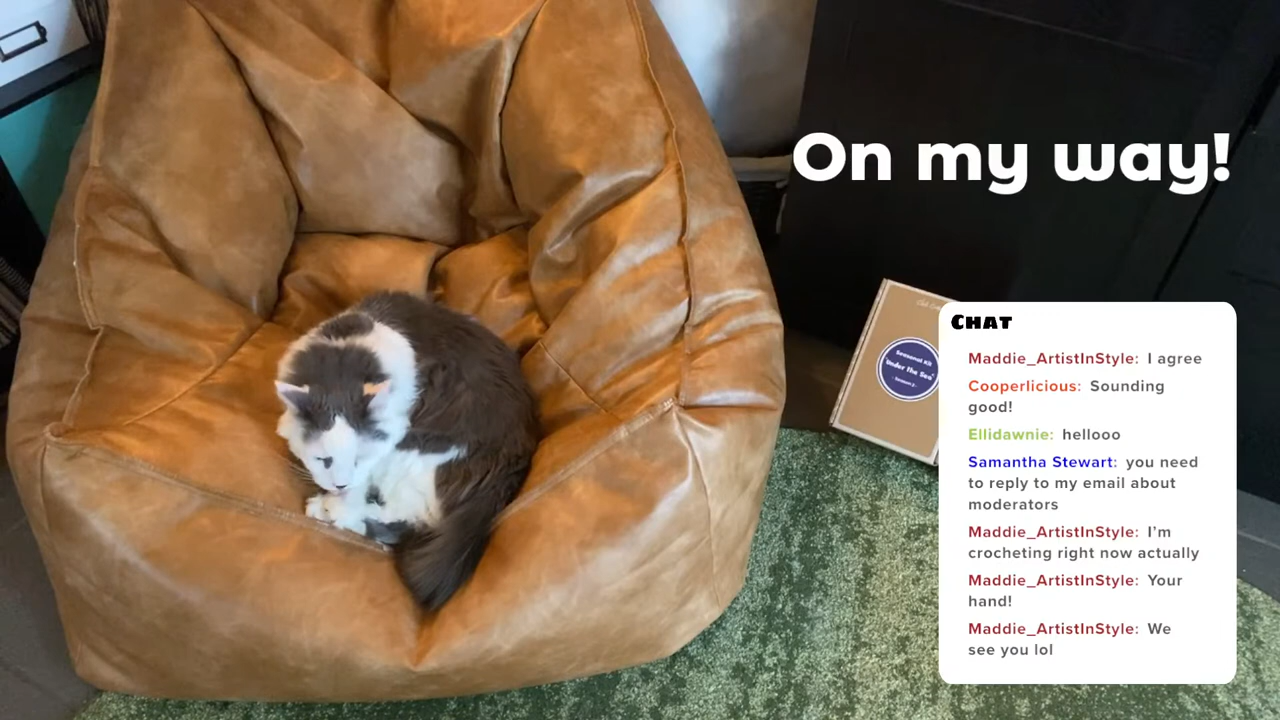 On my way!
Seasonal Kit
"Under the Sea"
Chat
Maddie_ArtistInStyle: I agree
Cooperlicious: Sounding
good!
Ellidawnie: hellooo
Samantha Stewart: you need
to reply to my email about
moderators
Maddie_ArtistInStyle: I'm
crocheting right now actually
Maddie_ArtistInStyle: Your
hand!
Maddie_ArtistInStyle: We
see you lol